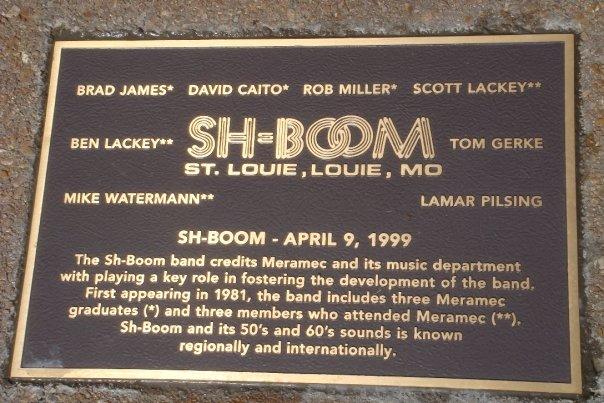 BRAD JAMES* DAVID CAITO* ROB MILLER* SCOTT LACKEY**
BEN LACKEY** SH-BOOM TOM GERKE
ST. LOUIE, LOUIE, MO
MIKE WATERMANN** LAMAR PILSING
SH-BOOM - APRIL 9, 1999
The Sh-Boom band credits Meramec and its music department
with playing a key role in fostering the development of the band.
First appearing in 1981, the band includes three Meramec
graduates (*) and three members who attended Meramec (**).
Sh-Boom and its 50's and 60's sounds is known
regionally and internationally.